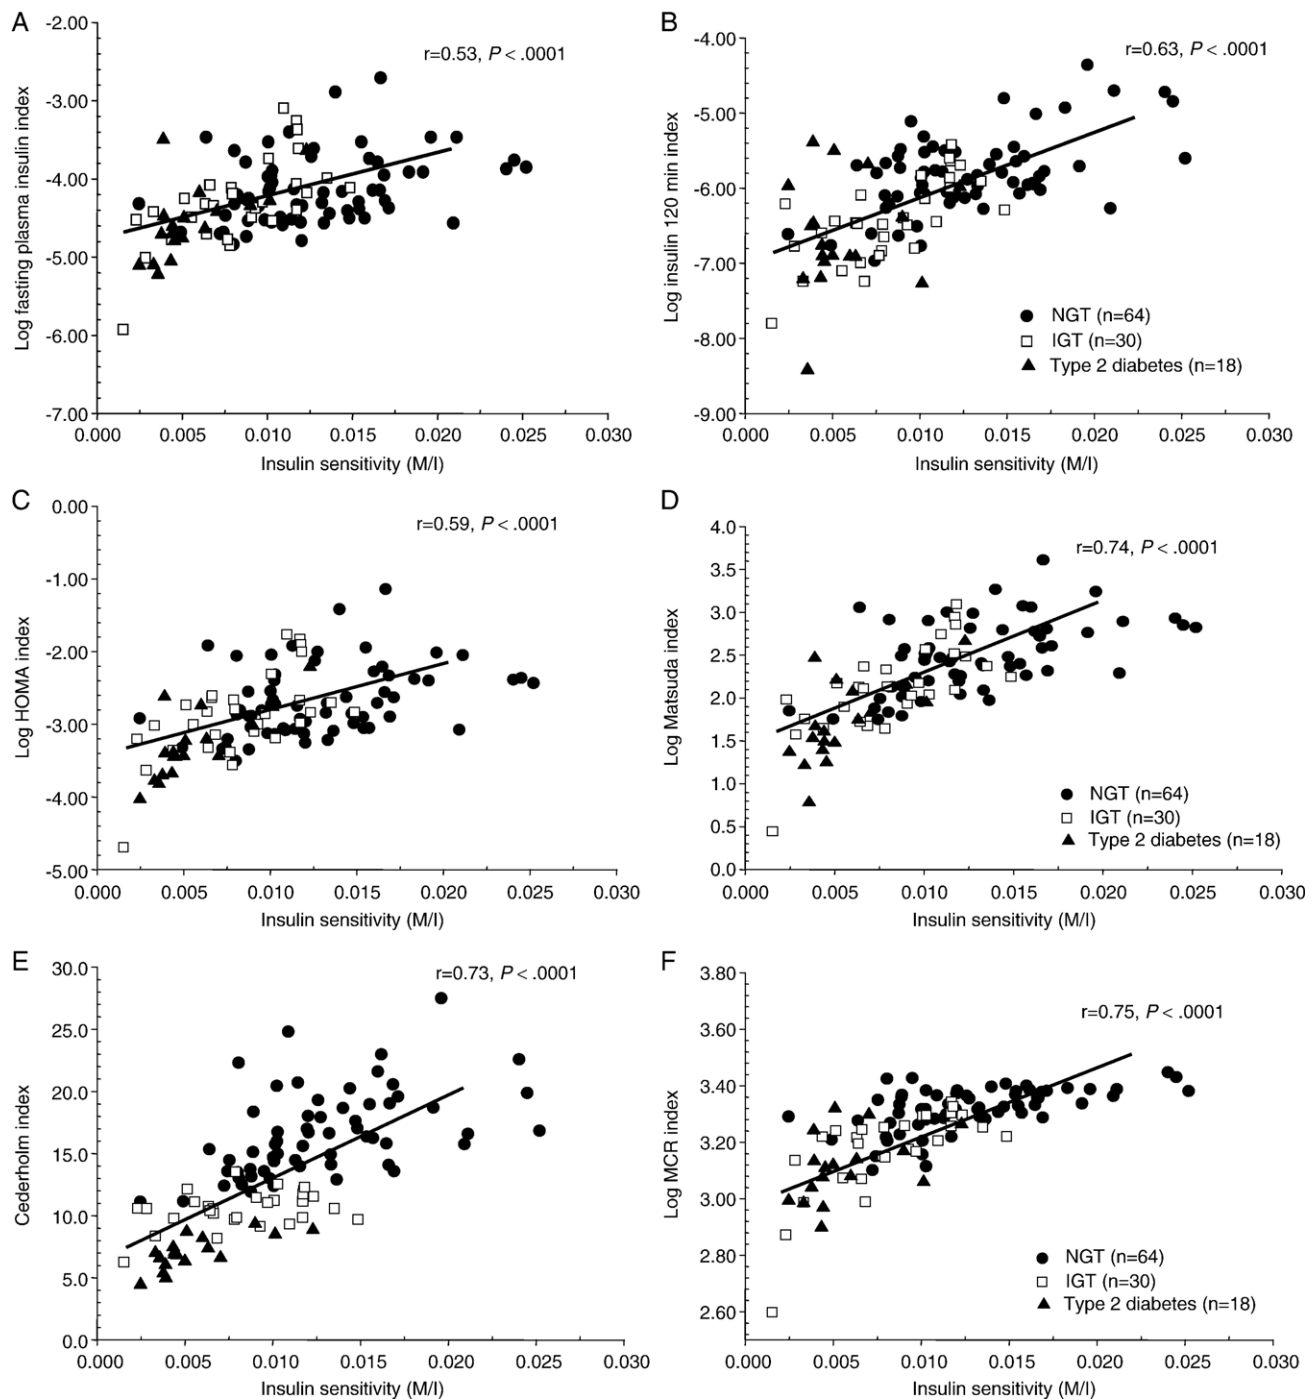 A
r=0.53, P < .0001
Log fasting plasma insulin index
-2.00
-3.00
-4.00
-5.00
-6.00
-7.00
0.000 0.005 0.010 0.015 0.020 0.025 0.030
Insulin sensitivity (M/I)
B
r=0.63, P < .0001
Log insulin 120 min index
-4.00
-5.00
-6.00
-7.00
-8.00
-9.00
NGT (n=64)
IGT (n=30)
Type 2 diabetes (n=18)
0.000 0.005 0.010 0.015 0.020 0.025 0.030
Insulin sensitivity (M/I)
C
r=0.59, P < .0001
Log HOMA index
0.00
-1.00
-2.00
-3.00
-4.00
-5.00
0.000 0.005 0.010 0.015 0.020 0.025 0.030
Insulin sensitivity (M/I)
D
r=0.74, P < .0001
Log Matsuda index
4.0
3.5
3.0
2.5
2.0
1.5
1.0
0.5
0.0
NGT (n=64)
IGT (n=30)
Type 2 diabetes (n=18)
0.000 0.005 0.010 0.015 0.020 0.025 0.030
Insulin sensitivity (M/I)
E
r=0.73, P < .0001
Cederholm index
30.0
25.0
20.0
15.0
10.0
5.0
0.0
0.000 0.005 0.010 0.015 0.020 0.025 0.030
Insulin sensitivity (M/I)
F
r=0.75, P < .0001
Log MCR index
3.80
3.60
3.40
3.20
3.00
2.80
2.60
NGT (n=64)
IGT (n=30)
Type 2 diabetes (n=18)
0.000 0.005 0.010 0.015 0.020 0.025 0.030
Insulin sensitivity (M/I)